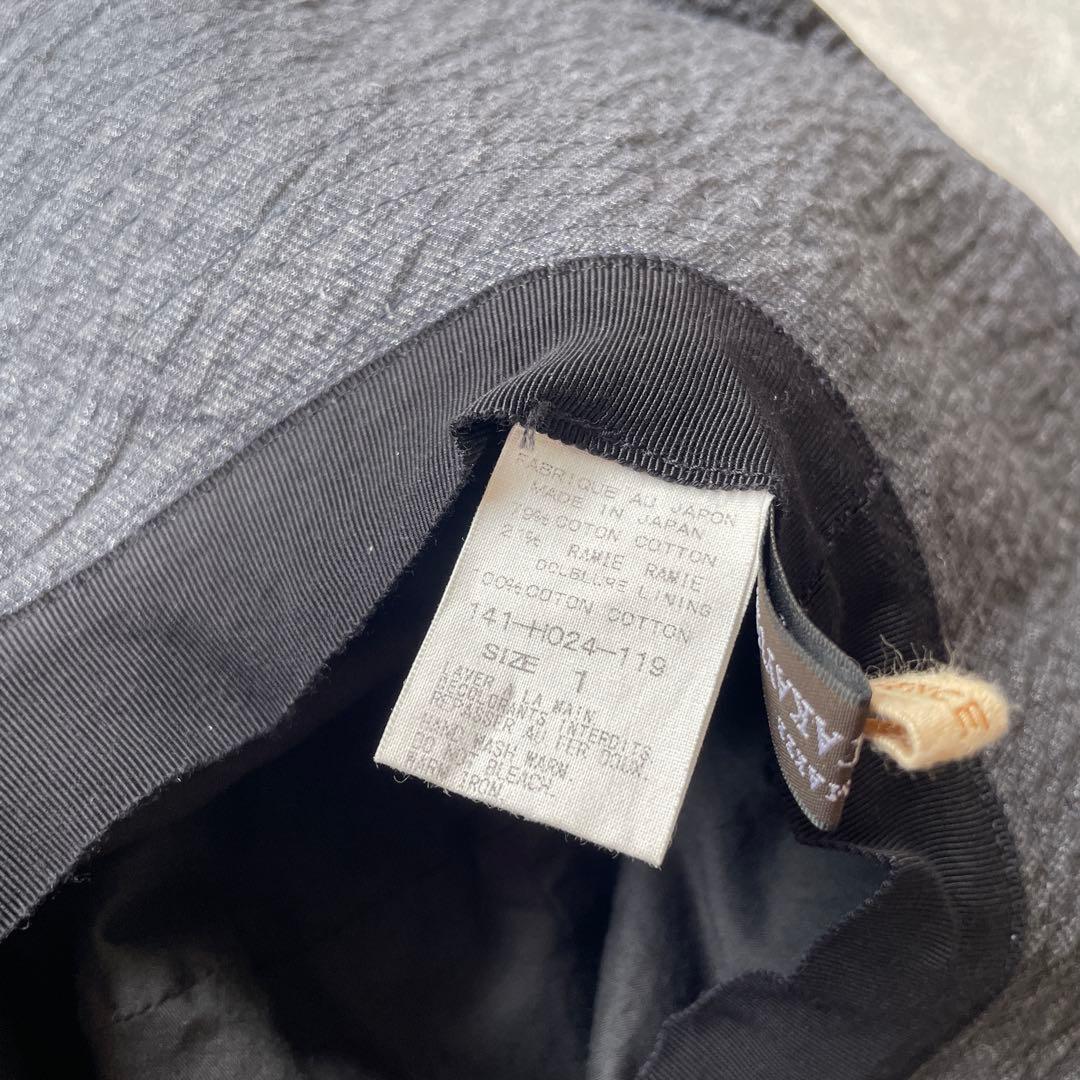 FABRIQUE AU JAPON
MADE IN JAPAN
COTON COTTON
RAMIE RAMIE
DOUBLURE LINING
100% COTON COTTON
141-H024-119
SIZE 1
LAVER A LA MAIN
DECOLORANTS INTERDITS
REPASSER AU FER DOUX.
HAND WASH WARM
DO NOT BLEACH.
WARM IRON.